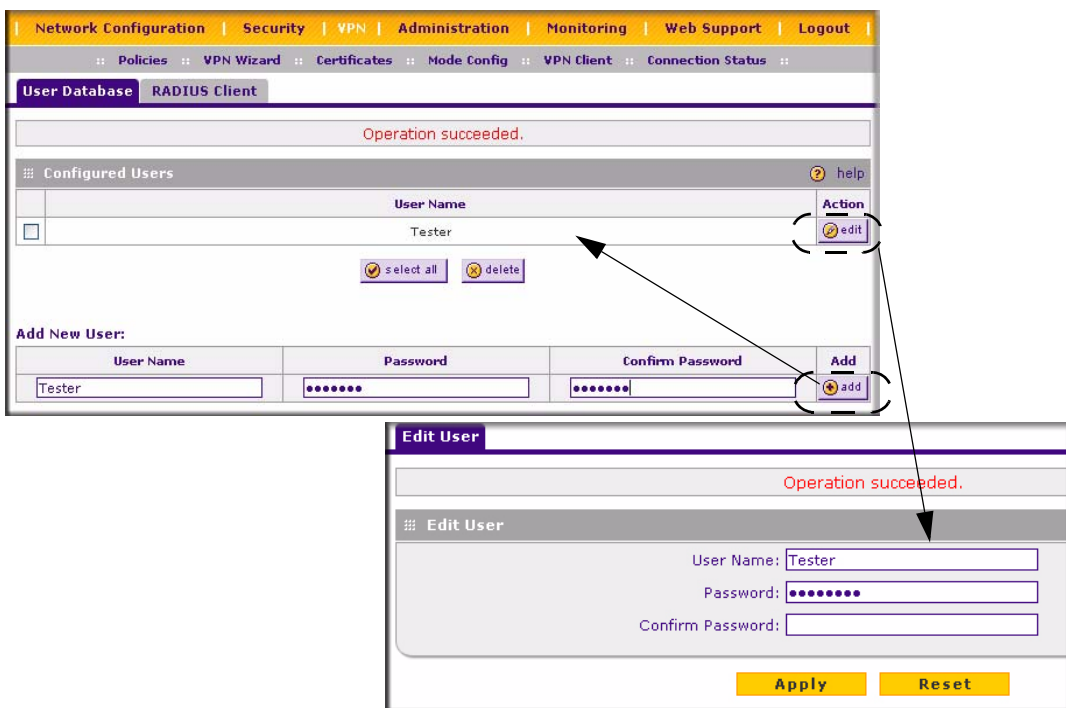 | Network Configuration | Security | VPN | Administration | Monitoring | Web Support | Logout |
:: Policies :: VPN Wizard :: Certificates :: Mode Config :: VPN Client :: Connection Status ::
User Database RADIUS Client
Operation succeeded.
Configured Users ? help
User Name Action
Tester edit
select all delete
Add New User:
User Name Password Confirm Password Add
Tester ••••••• ••••••• add
Edit User
Operation succeeded.
Edit User
User Name: Tester
Password: ••••••••
Confirm Password:
Apply Reset